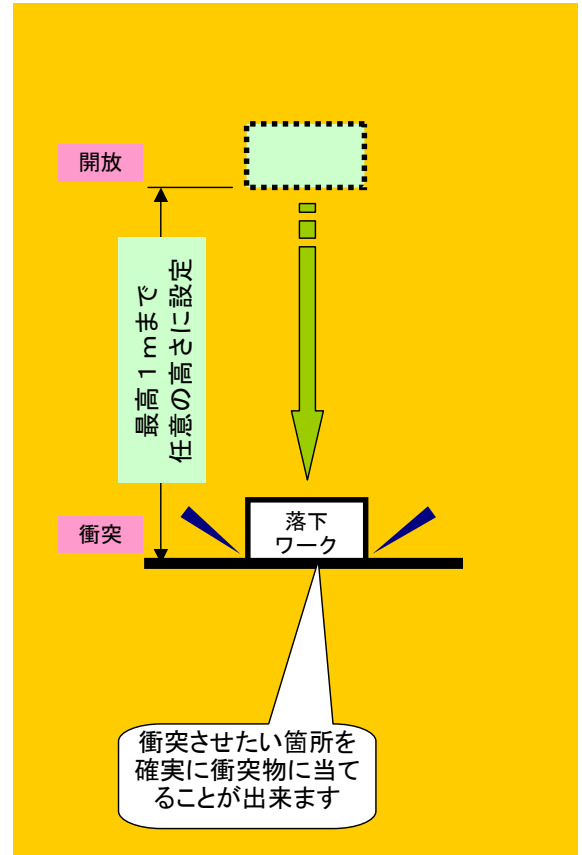 開放
最高１ｍまで
任意の高さに設定
衝突
落下
ワーク
衝突させたい箇所を
確実に衝突物に当て
ることが出来ます